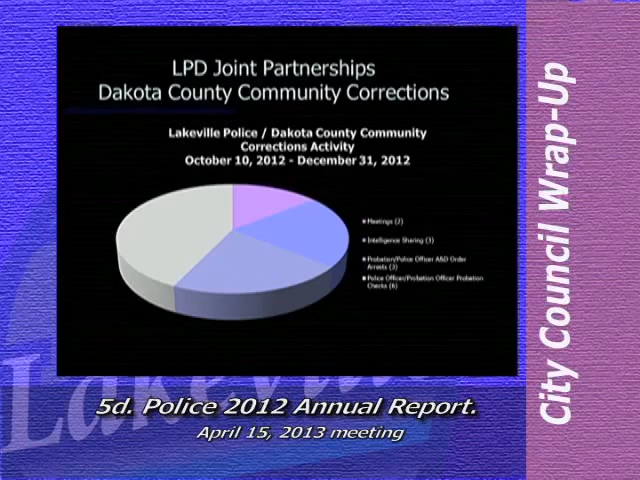 LPD Joint Partnerships
Dakota County Community Corrections
Lakeville Police / Dakota County Community
Corrections Activity
October 10, 2012 - December 31, 2012
Meetings (2)
Intelligence Sharing (3)
Probation/Police Officer A&D Order
Arrests (3)
Police Officer/Probation Officer Probation
Checks (6)
City Council Wrap-Up
Lakeville
5d. Police 2012 Annual Report.
April 15, 2013 meeting